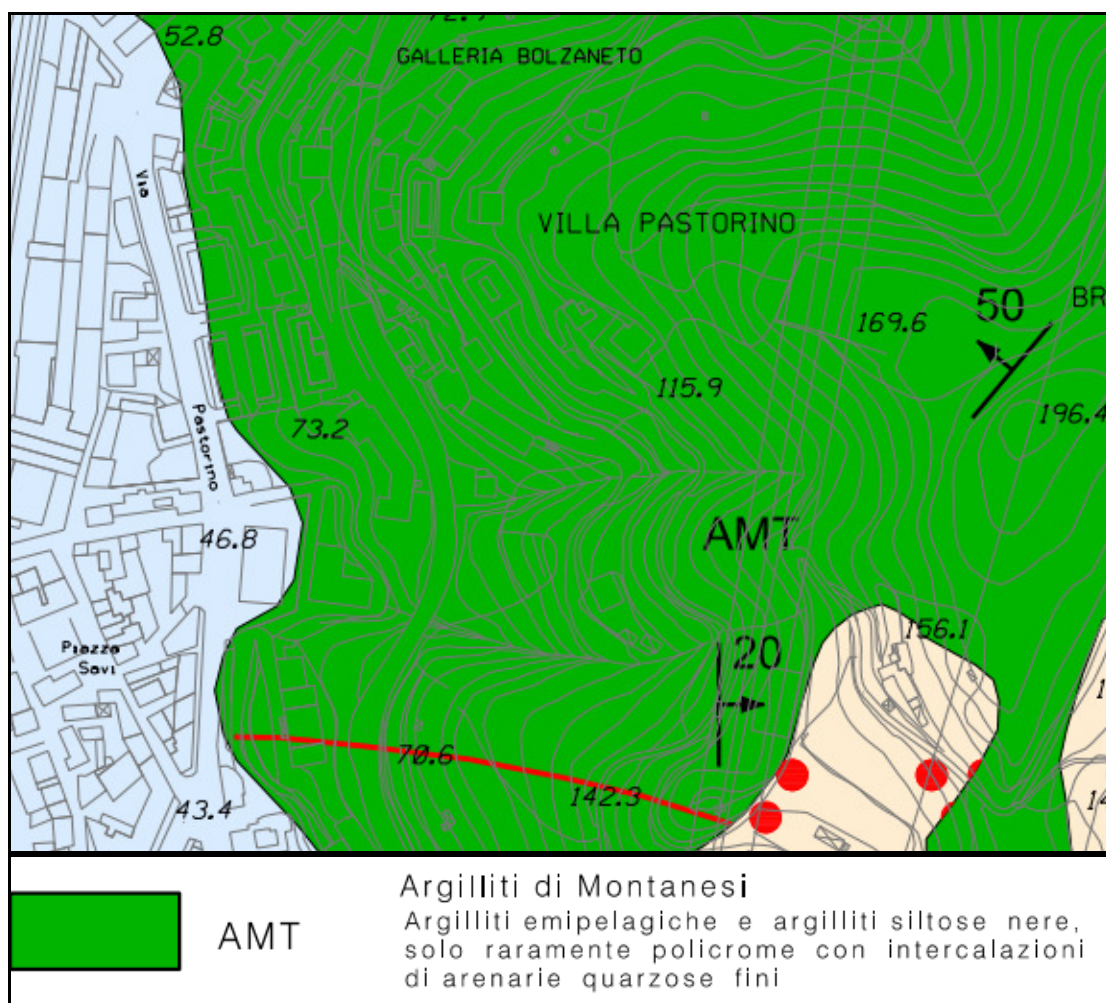 52.8
GALLERIA BOLZANETO
Via
VILLA PASTORINO
50
BR
169.6
115.9
196.4
73.2
Pastorino
46.8
AMT
156.1
Piazza
Savi
20
70.6
142.3
43.4
AMT
Argilliti di Montanesi
Argilliti emipelagiche e argilliti siltose nere,
solo raramente policrome con intercalazioni
di arenarie quarzose fini